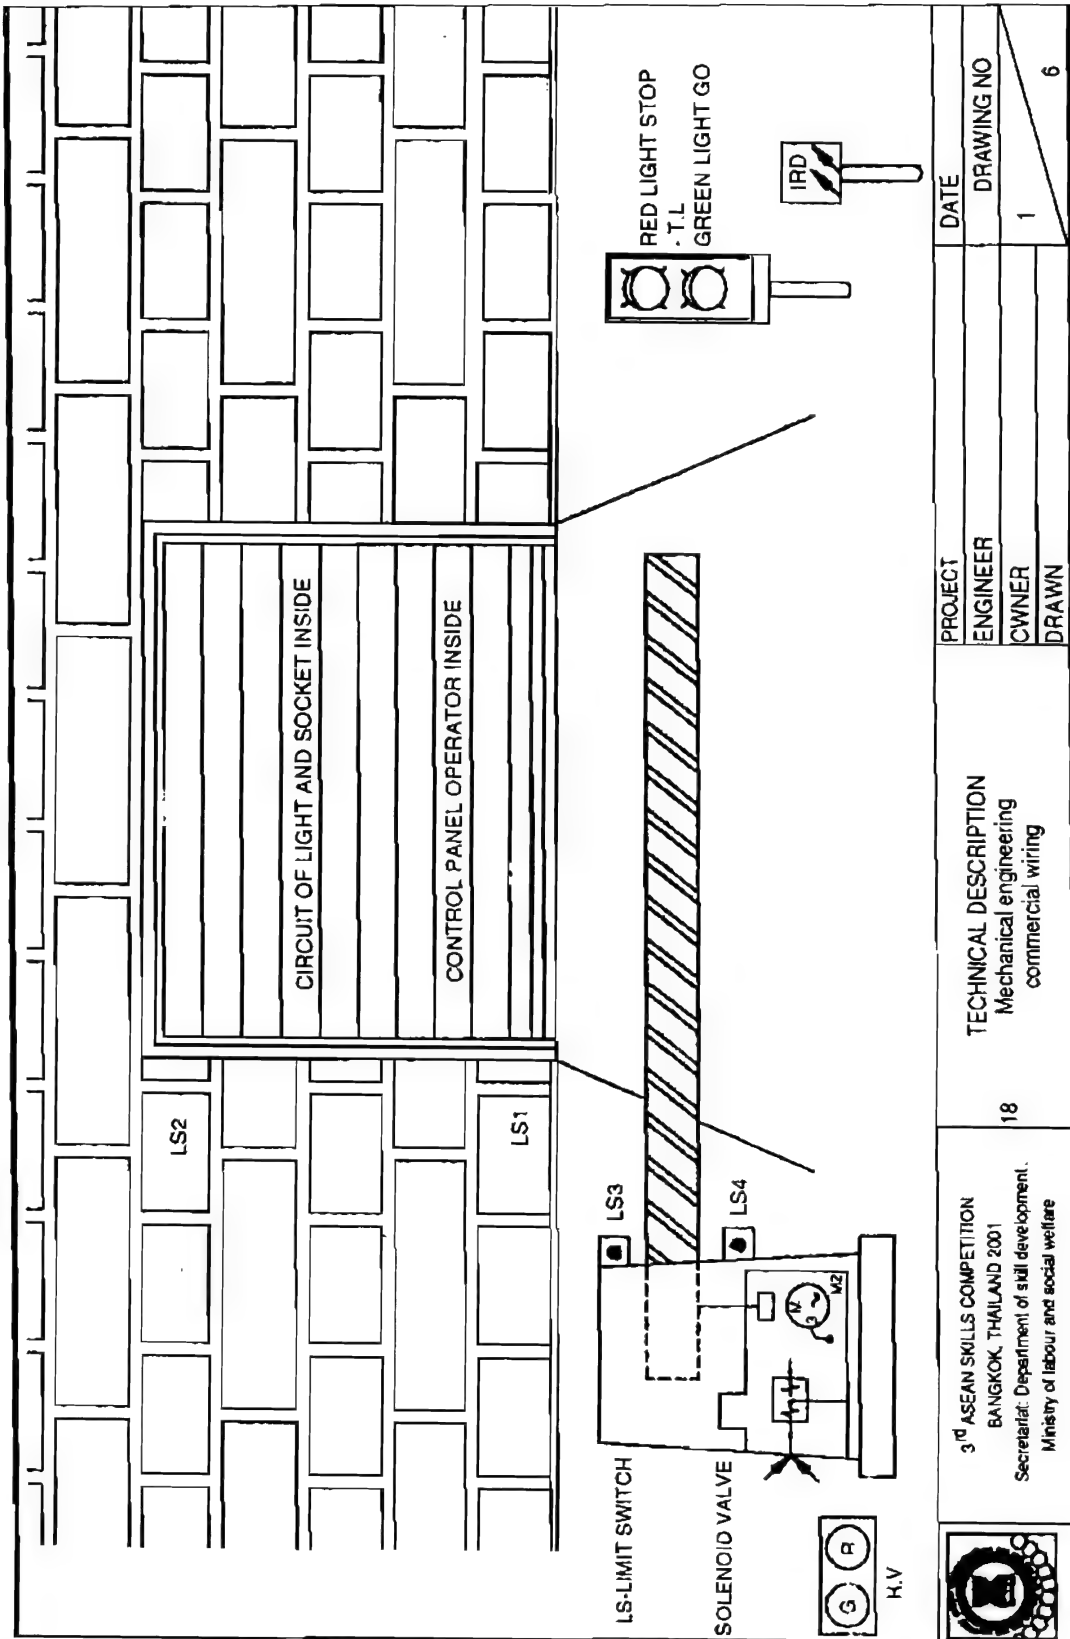 LS2
LS1
CIRCUIT OF LIGHT AND SOCKET INSIDE
CONTROL PANEL OPERATOR INSIDE
LS-LIMIT SWITCH
LS3
RED LIGHT STOP
· T.L
GREEN LIGHT GO
SOLENOID VALVE
LS4
IRD
M
3
M2
G
R
H.V
3rd ASEAN SKILLS COMPETITION
BANGKOK, THAILAND 2001
Secretariat: Department of skill development.
Ministry of labour and social welfare
18
TECHNICAL DESCRIPTION
Mechanical engineering
commercial wiring
PROJECT
ENGINEER
CWNER
DRAWN
DATE
DRAWING NO
1
6